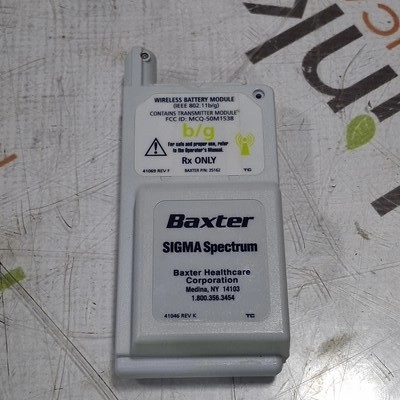 WIRELESS BATTERY MODULE
(IEEE 802.11b/g)
CONTAINS TRANSMITTER MODULE
FCC ID: MCQ-50M1538
b/g
For safe and proper use, refer
to the Operator's Manual.
Rx ONLY
41065 REV F BAXTER P/N: 35162 TC
Baxter
SIGMA Spectrum
Baxter Healthcare
Corporation
Medina, NY 14103
1.800.356.3454
41046 REV K TC